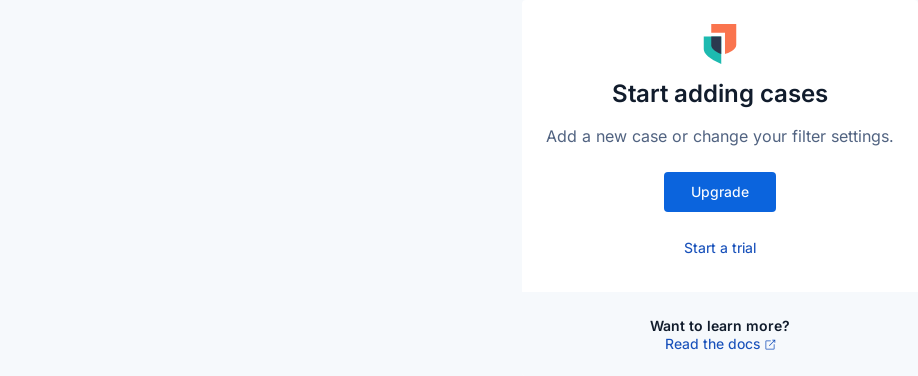 Start adding cases
Add a new case or change your filter settings.
Upgrade
Start a trial
Want to learn more?
Read the docs